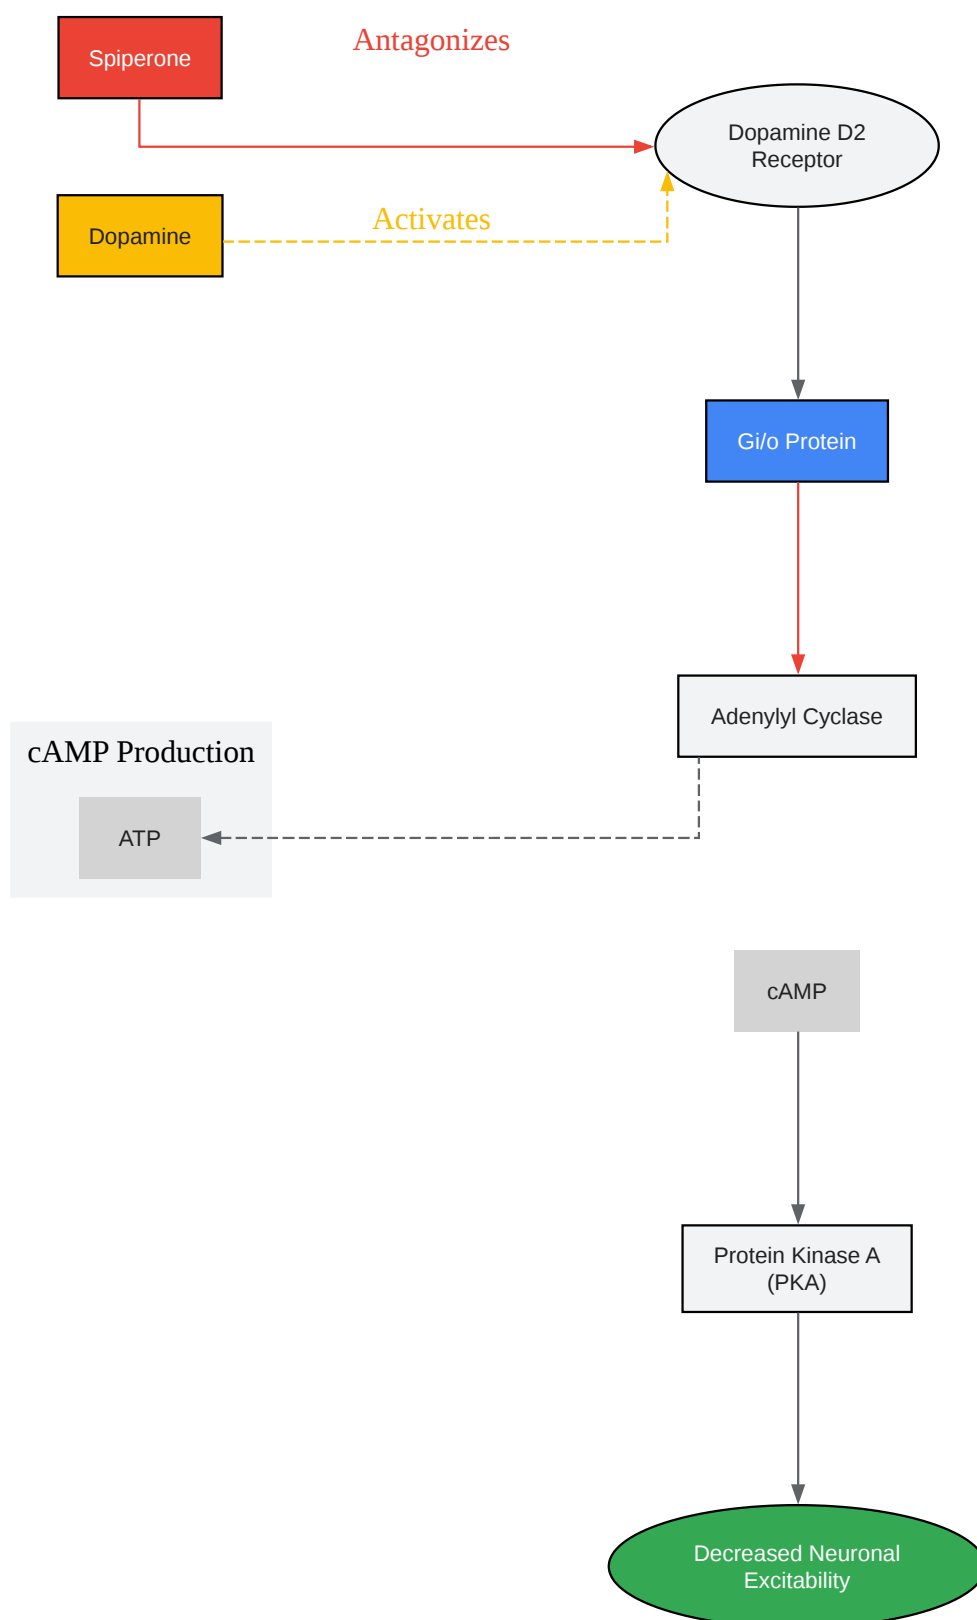 Spiperone
Antagonizes
Dopamine D2
Receptor
Dopamine
Activates
Gi/o Protein
Adenylyl Cyclase
cAMP Production
ATP
cAMP
Protein Kinase A
(PKA)
Decreased Neuronal
Excitability